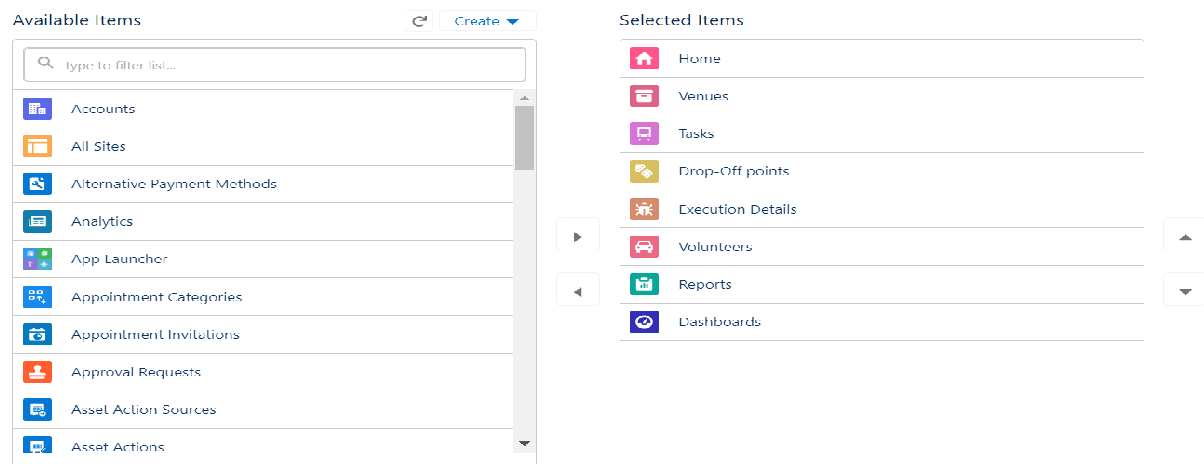 Available Items
Create
Type to filter list...
Accounts
All Sites
Alternative Payment Methods
Analytics
App Launcher
Appointment Categories
Appointment Invitations
Approval Requests
Asset Action Sources
Asset Actions
Selected Items
Home
Venues
Tasks
Drop-Off points
Execution Details
Volunteers
Reports
Dashboards